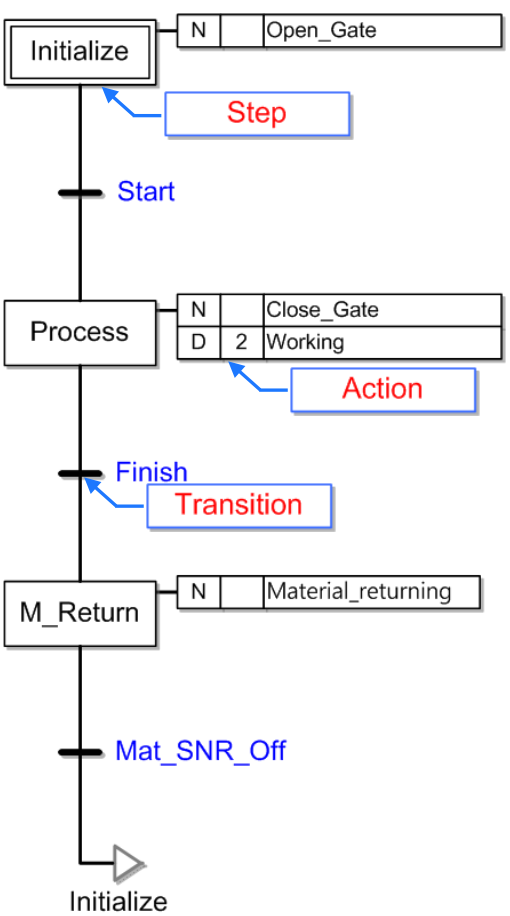 Initialize
N Open_Gate
Step
Start
Process
N Close_Gate
D 2 Working
Action
Finish
Transition
M_Return
N Material_returning
Mat_SNR_Off
Initialize